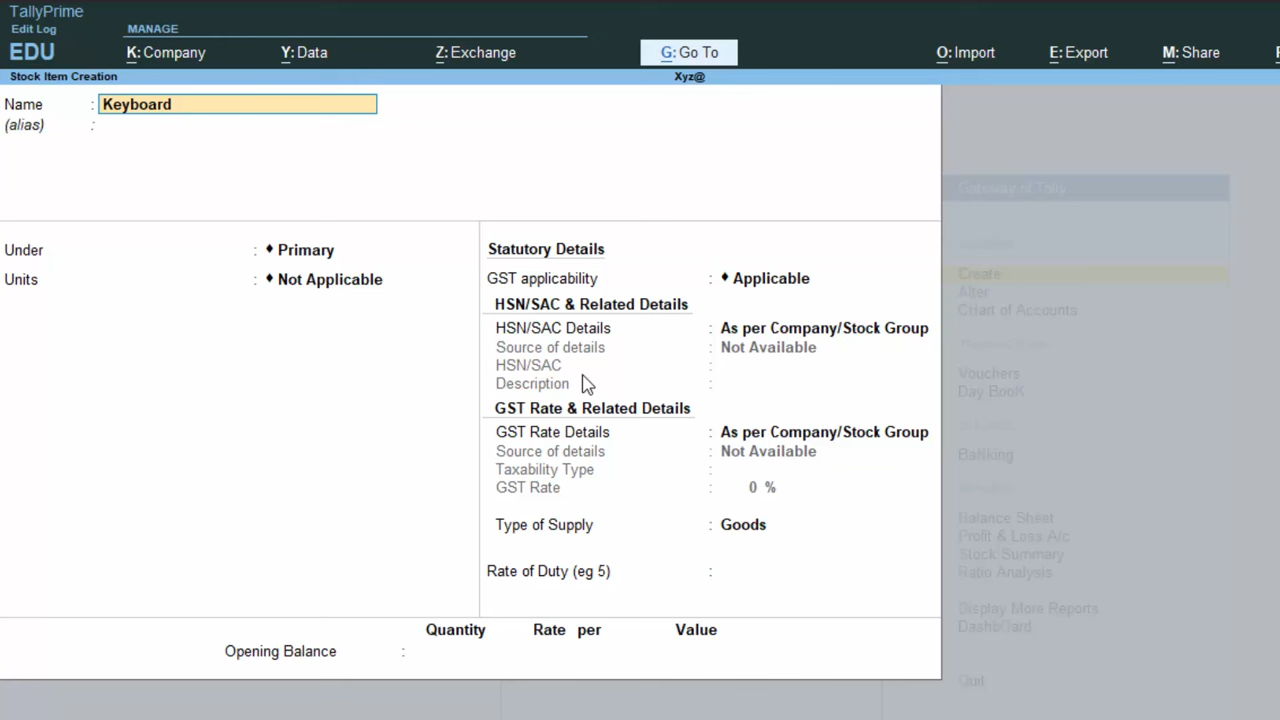 TallyPrime
Edit Log
EDU
MANAGE
K: Company
Y: Data
Z: Exchange
G: Go To
O: Import
E: Export
M: Share
Stock Item Creation
Xyz@
Name : Keyboard
(alias) :
Under : ♦ Primary
Units : ♦ Not Applicable
Statutory Details
GST applicability : ♦ Applicable
HSN/SAC & Related Details
HSN/SAC Details : As per Company/Stock Group
Source of details : Not Available
HSN/SAC :
Description :
GST Rate & Related Details
GST Rate Details : As per Company/Stock Group
Source of details : Not Available
Taxability Type :
GST Rate : 0 %
Type of Supply : Goods
Rate of Duty (eg 5) :
Quantity Rate per Value
Opening Balance :
Gateway of Tally
Create
Alter
CHart of Accounts
Vouchers
Day BooK
BaNking
Balance Sheet
Profit & Loss A/c
Stock Summary
Ratio Analysis
Display More Reports
DashbOard
Quit